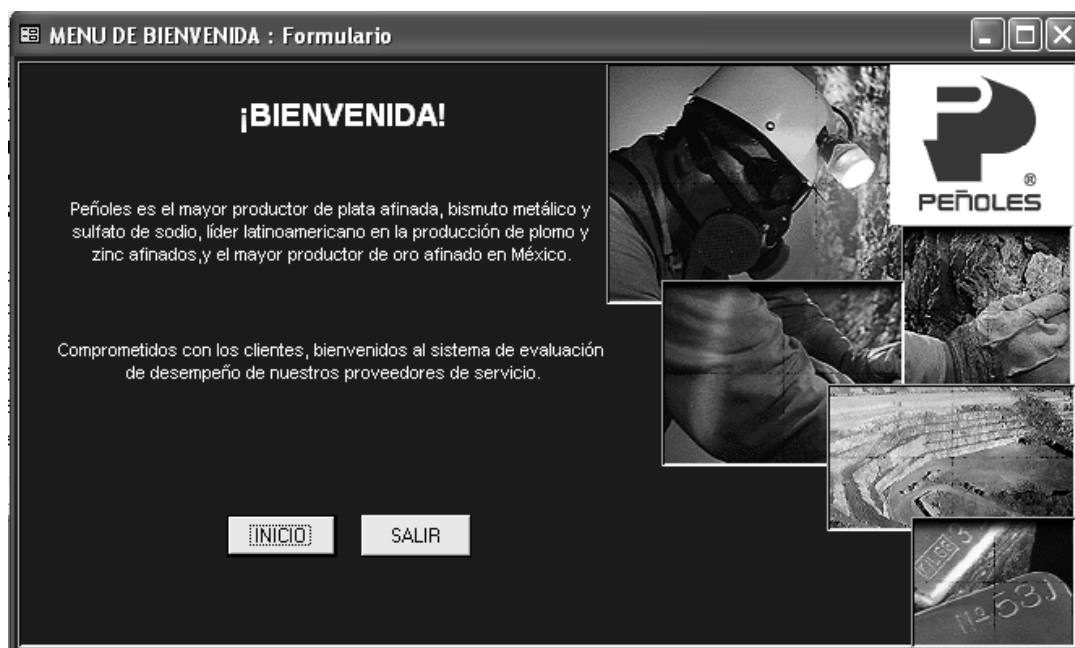 MENU DE BIENVENIDA : Formulario
¡BIENVENIDA!
Peñoles es el mayor productor de plata afinada, bismuto metálico y
sulfato de sodio, líder latinoamericano en la producción de plomo y
zinc afinados,y el mayor productor de oro afinado en México.
Comprometidos con los clientes, bienvenidos al sistema de evaluación
de desempeño de nuestros proveedores de servicio.
INICIO
SALIR
®
PEÑOLES
nº 531